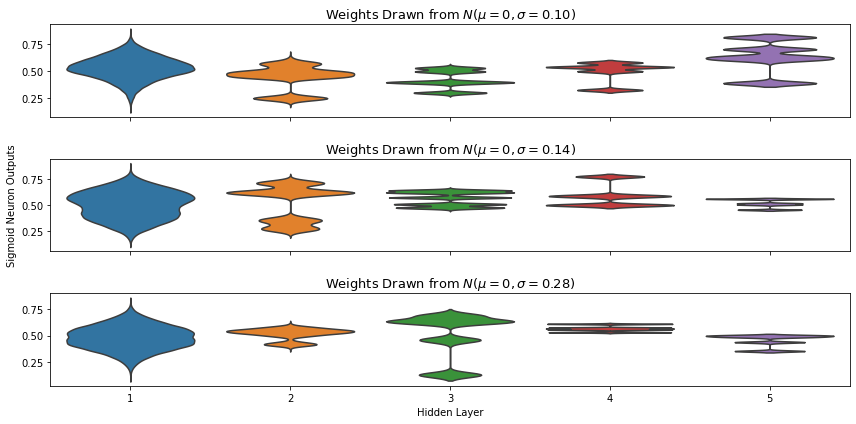 Weights Drawn from N(μ = 0, σ = 0.10)
0.75
0.50
0.25
Weights Drawn from N(μ = 0, σ = 0.14)
0.75
0.50
0.25
Sigmoid Neuron Outputs
Weights Drawn from N(μ = 0, σ = 0.28)
0.75
0.50
0.25
1 2 3 4 5
Hidden Layer